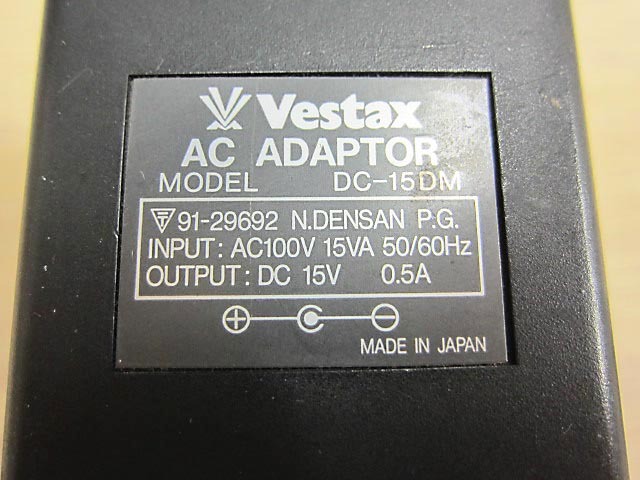 Vestax
AC ADAPTOR
MODEL DC-15DM
91-29692 N.DENSAN P.G.
INPUT: AC100V 15VA 50/60Hz
OUTPUT: DC 15V 0.5A
MADE IN JAPAN